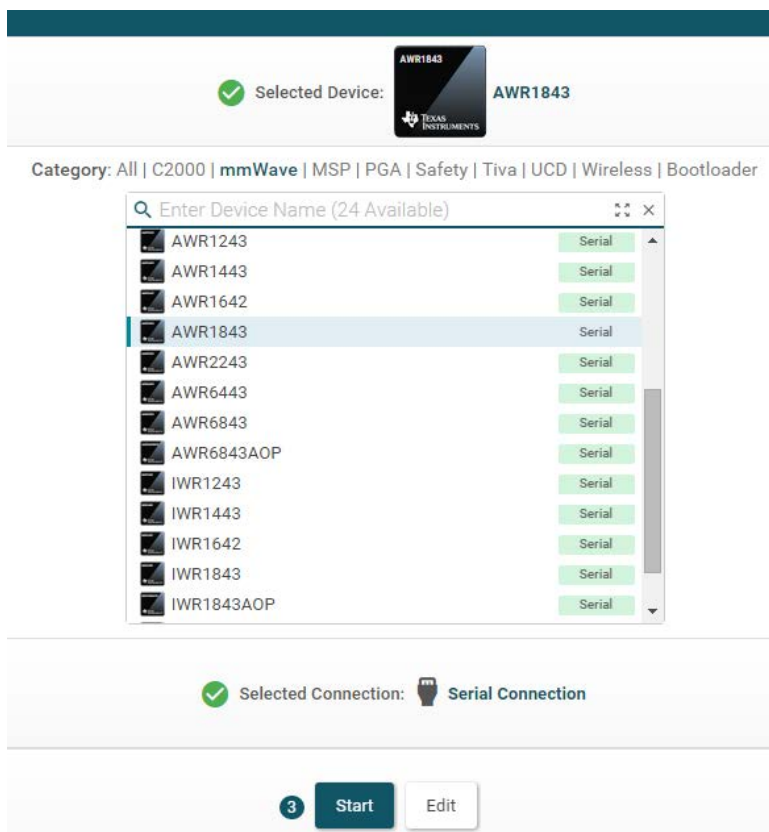 AWR1843
TEXAS
INSTRUMENTS
Selected Device:
AWR1843
Category: All | C2000 | mmWave | MSP | PGA | Safety | Tiva | UCD | Wireless | Bootloader
Enter Device Name (24 Available)
AWR1243 Serial
AWR1443 Serial
AWR1642 Serial
AWR1843 Serial
AWR2243 Serial
AWR6443 Serial
AWR6843 Serial
AWR6843AOP Serial
IWR1243 Serial
IWR1443 Serial
IWR1642 Serial
IWR1843 Serial
IWR1843AOP Serial
Selected Connection: Serial Connection
3 Start Edit